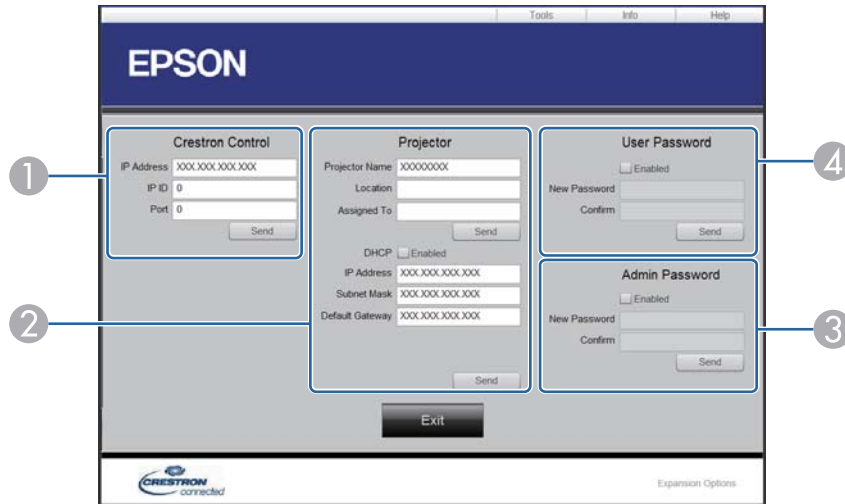 Tools Info Help
EPSON
1
Crestron Control
IP Address XXX.XXX.XXX.XXX
IP ID 0
Port 0
Send
2
Projector
Projector Name XXXXXXXX
Location
Assigned To
Send
DHCP Enabled
IP Address XXX.XXX.XXX.XXX
Subnet Mask XXX.XXX.XXX.XXX
Default Gateway XXX.XXX.XXX.XXX
Send
4
User Password
Enabled
New Password
Confirm
Send
3
Admin Password
Enabled
New Password
Confirm
Send
Exit
CRESTRON
connected
Expansion Options